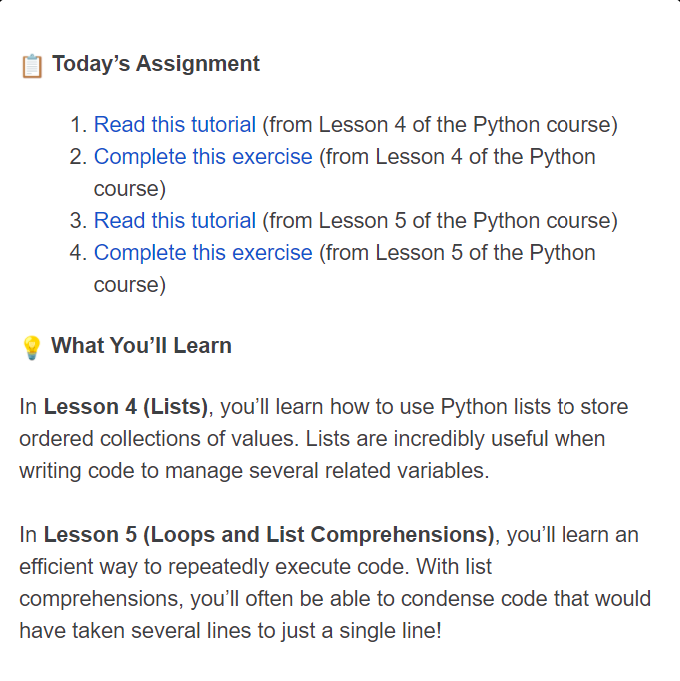 📋 Today’s Assignment
1. Read this tutorial (from Lesson 4 of the Python course)
2. Complete this exercise (from Lesson 4 of the Python
course)
3. Read this tutorial (from Lesson 5 of the Python course)
4. Complete this exercise (from Lesson 5 of the Python
course)
💡 What You’ll Learn
In Lesson 4 (Lists), you’ll learn how to use Python lists to store
ordered collections of values. Lists are incredibly useful when
writing code to manage several related variables.
In Lesson 5 (Loops and List Comprehensions), you’ll learn an
efficient way to repeatedly execute code. With list
comprehensions, you’ll often be able to condense code that would
have taken several lines to just a single line!